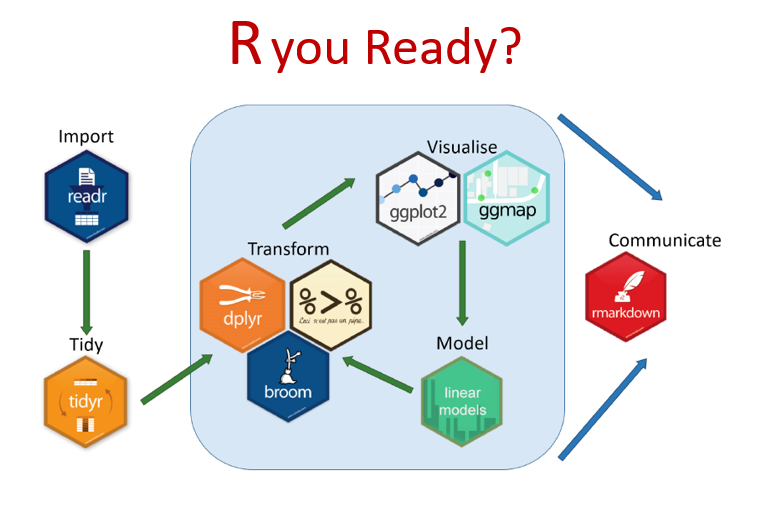 R you Ready?
Import
readr
Tidy
tidyr
Transform
dplyr
%>%
Ceci n'est pas un pipe.
broom
Visualise
ggplot2
ggmap
Model
linear
models
Communicate
rmarkdown